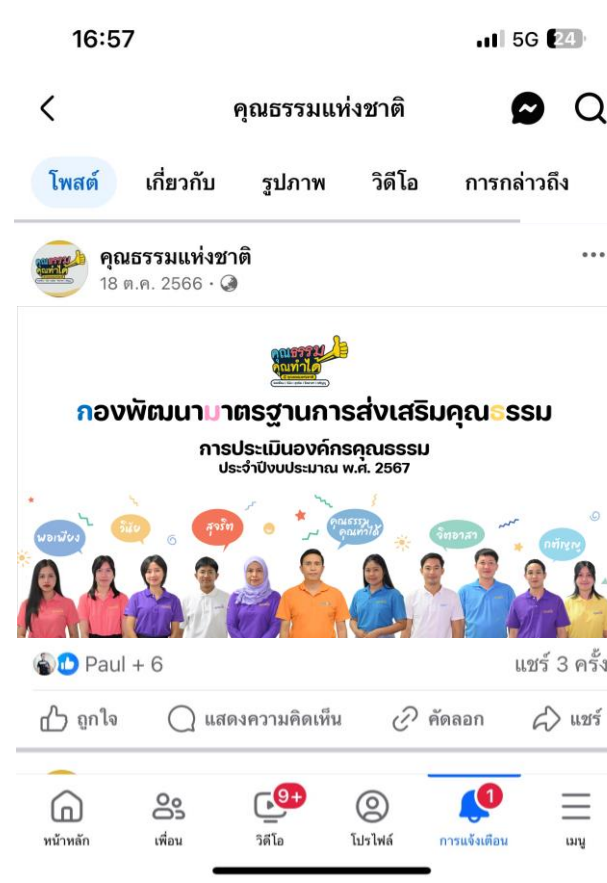 16:57
5G 24
คุณธรรมแห่งชาติ
โพสต์ เกี่ยวกับ รูปภาพ วิดีโอ การกล่าวถึง
คุณธรรมแห่งชาติ
18 ต.ค. 2566 ·
คุณธรรม
คุณทำได้
กองพัฒนามาตรฐานการส่งเสริมคุณธรรม
การประเมินองค์กรคุณธรรม
ประจำปีงบประมาณ พ.ศ. 2567
พอเพียง วินัย สุจริต คุณธรรม คุณทำได้ จิตอาสา กตัญญู
Paul + 6 แชร์ 3 ครั้ง
ถูกใจ แสดงความคิดเห็น คัดลอก แชร์
9+ 1
หน้าหลัก เพื่อน วิดีโอ โปรไฟล์ การแจ้งเตือน เมนู